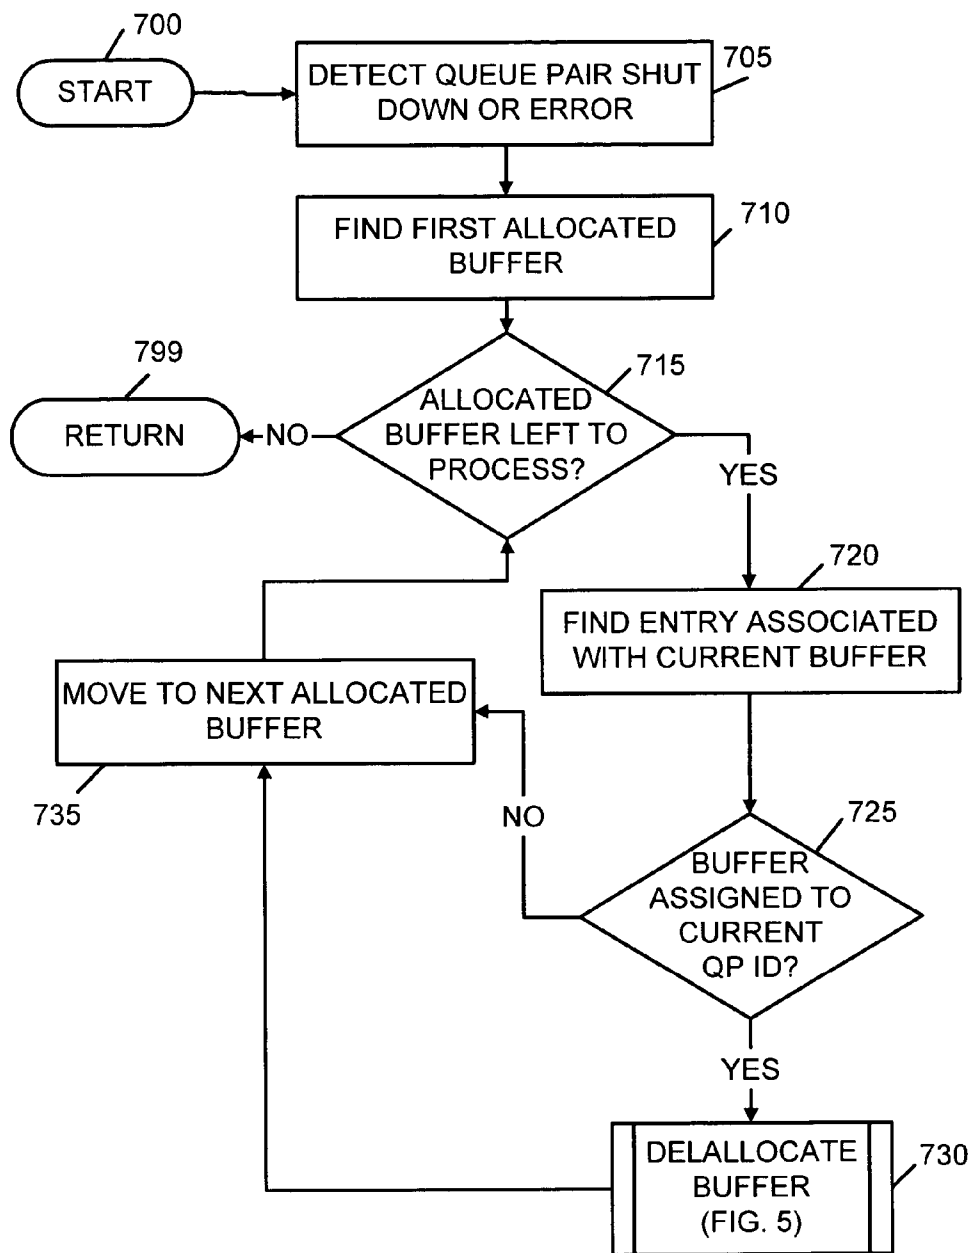 700
START
DETECT QUEUE PAIR SHUT
DOWN OR ERROR
705
FIND FIRST ALLOCATED
BUFFER
710
ALLOCATED
BUFFER LEFT TO
PROCESS?
715
799
RETURN
NO
YES
720
FIND ENTRY ASSOCIATED
WITH CURRENT BUFFER
MOVE TO NEXT ALLOCATED
BUFFER
735
NO
725
BUFFER
ASSIGNED TO
CURRENT
QP ID?
YES
DELALLOCATE
BUFFER
(FIG. 5)
730